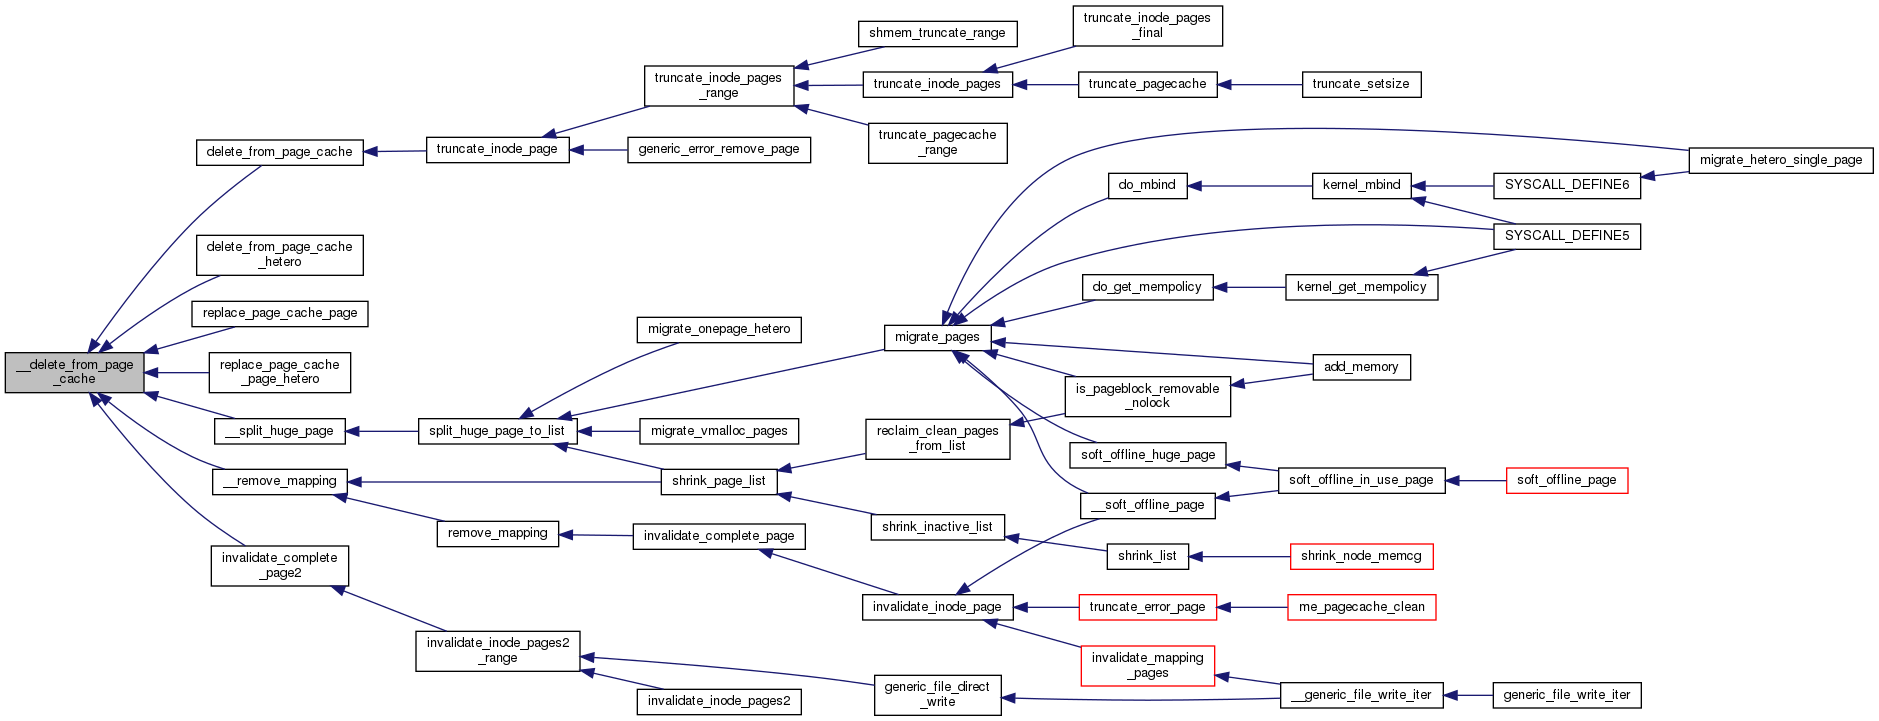 __delete_from_page
_cache
delete_from_page_cache
delete_from_page_cache
_hetero
replace_page_cache_page
replace_page_cache
_page_hetero
__split_huge_page
__remove_mapping
invalidate_complete
_page2
truncate_inode_page
split_huge_page_to_list
remove_mapping
invalidate_inode_pages2
_range
truncate_inode_pages
_range
generic_error_remove_page
migrate_onepage_hetero
migrate_vmalloc_pages
shrink_page_list
invalidate_complete_page
invalidate_inode_pages2
shmem_truncate_range
truncate_inode_pages
truncate_pagecache
_range
migrate_pages
reclaim_clean_pages
_from_list
shrink_inactive_list
invalidate_inode_page
generic_file_direct
_write
truncate_inode_pages
_final
truncate_pagecache
do_mbind
do_get_mempolicy
is_pageblock_removable
_nolock
soft_offline_huge_page
__soft_offline_page
shrink_list
truncate_error_page
invalidate_mapping
_pages
truncate_setsize
kernel_mbind
kernel_get_mempolicy
add_memory
soft_offline_in_use_page
shrink_node_memcg
me_pagecache_clean
__generic_file_write_iter
SYSCALL_DEFINE6
SYSCALL_DEFINE5
soft_offline_page
generic_file_write_iter
migrate_hetero_single_page